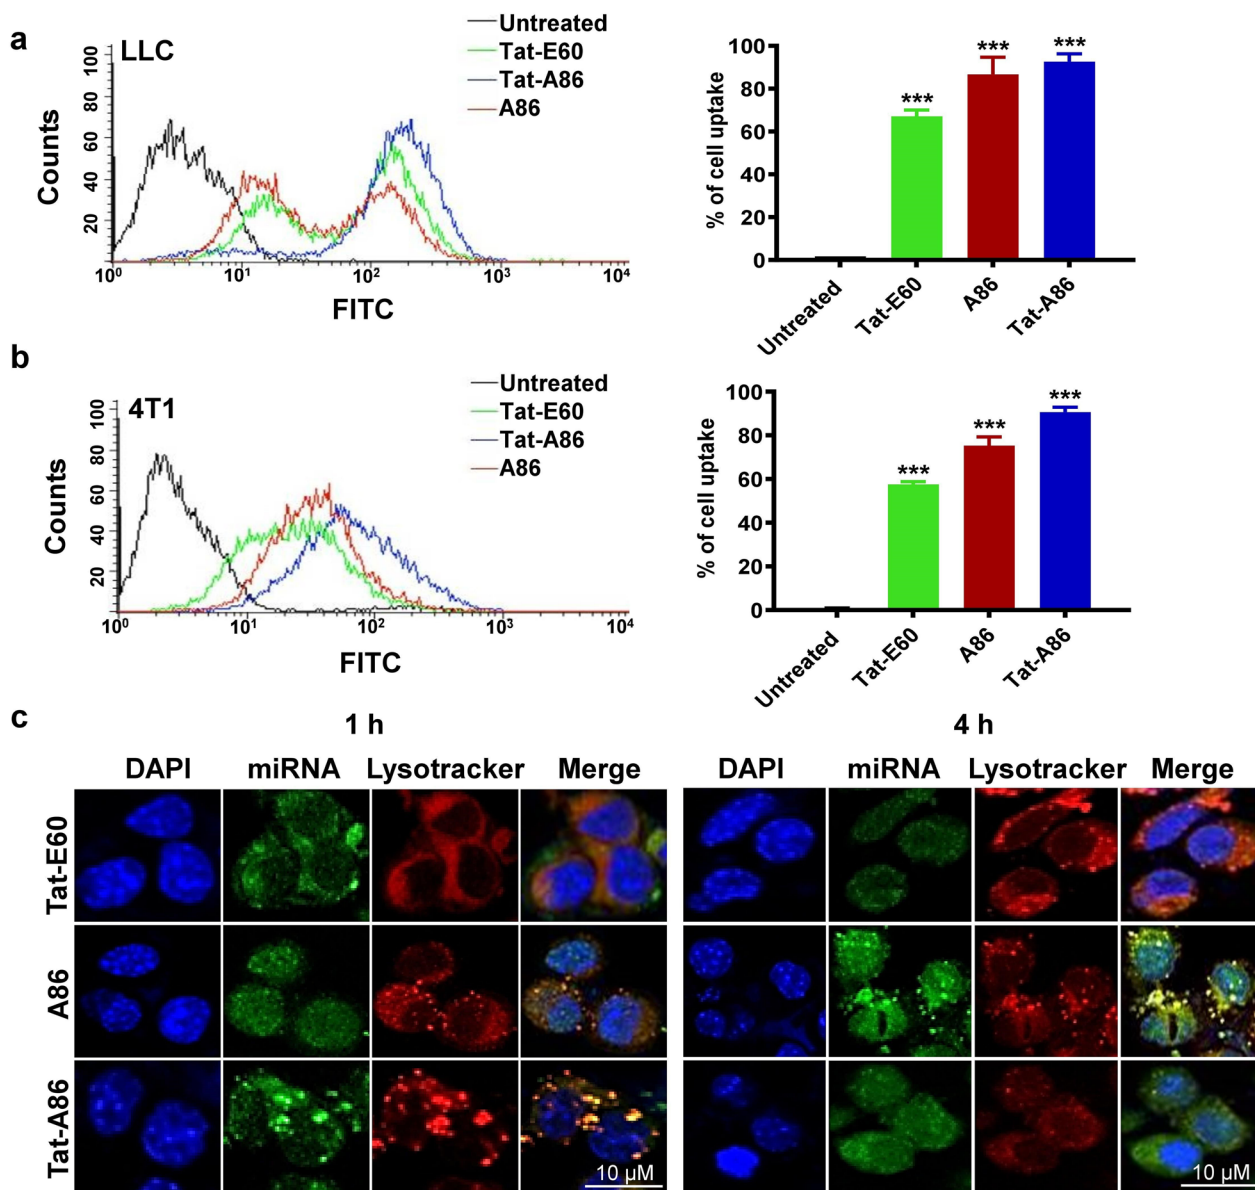 a
LLC
Counts
100
80
60
40
20
10⁰ 10¹ 10² 10³ 10⁴
FITC
Untreated
Tat-E60
Tat-A86
A86
% of cell uptake
100
80
60
40
20
0
*** *** ***
Untreated Tat-E60 A86 Tat-A86
b
4T1
Counts
100
80
60
40
20
10⁰ 10¹ 10² 10³ 10⁴
FITC
Untreated
Tat-E60
Tat-A86
A86
% of cell uptake
100
80
60
40
20
0
*** *** ***
Untreated Tat-E60 A86 Tat-A86
c
1 h 4 h
DAPI miRNA Lysotracker Merge DAPI miRNA Lysotracker Merge
Tat-E60
A86
Tat-A86
10 µM 10 µM